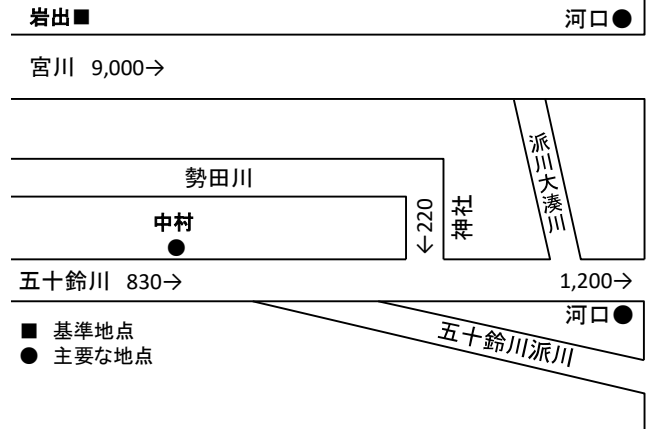 岩出■
河口●
宮川 9,000→
派川大湊川
勢田川
←220
神社
中村
●
五十鈴川 830→
1,200→
河口●
五十鈴川派川
■ 基準地点
● 主要な地点